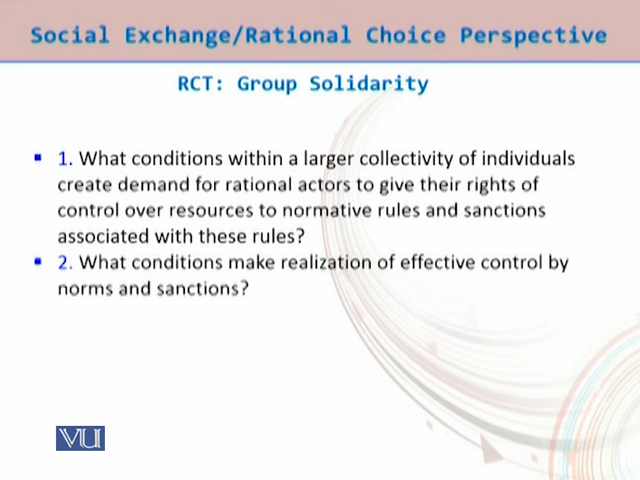 Social Exchange/Rational Choice Perspective
RCT: Group Solidarity
1. What conditions within a larger collectivity of individuals
create demand for rational actors to give their rights of
control over resources to normative rules and sanctions
associated with these rules?
2. What conditions make realization of effective control by
norms and sanctions?
VU